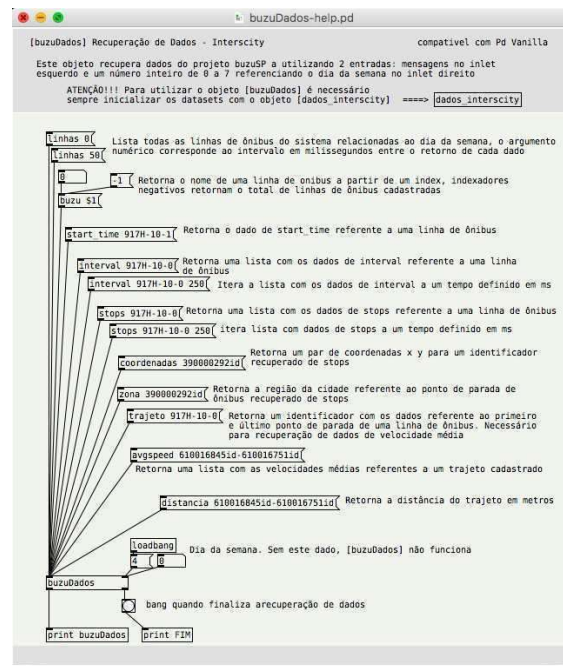 buzuDados-help.pd
[buzuDados] Recuperação de Dados - Interscity
compativel com Pd Vanilla
Este objeto recupera dados do projeto buzuSP a utilizando 2 entradas: mensagens no inlet
esquerdo e um número inteiro de 0 a 7 referenciando o dia da semana no inlet direito
ATENÇÃO!!! Para utilizar o objeto [buzuDados] é necessário
sempre inicializar os datasets com o objeto [dados_interscity] ====> dados_interscity
linhas 0
linhas 50
Lista todas as linhas de ônibus do sistema relacionadas ao dia da semana, o argumento
numérico corresponde ao intervalo em milissegundos entre o retorno de cada dado
0
-1
Retorna o nome de uma linha de onibus a partir de um index, indexadores
negativos retornam o total de linhas de ônibus cadastradas
buzu $1
start_time 917H-10-1
Retorna o dado de start_time referente a uma linha de ônibus
interval 917H-10-0
Retorna uma lista com os dados de interval referente a uma linha
de ônibus
interval 917H-10-0 250
Itera a lista com dados de interval a um tempo definido em ms
stops 917H-10-0
Retorna uma lista com os dados de stops referente a uma linha de ônibus
stops 917H-10-0 250
itera lista com dados de stops a um tempo definido em ms
coordenadas 390000292id
Retorna um par de coordenadas x y para um identificador
recuperado de stops
zona 390000292id
Retorna a região da cidade referente ao ponto de parada de
ônibus recuperado de stops
trajeto 917H-10-0
Retorna um identificador com os dados referente ao primeiro
e último ponto de parada de uma linha de ônibus. Necessário
para recuperação de dados de velocidade média
avgspeed 610016845id-610016751id
Retorna uma lista com as velocidades médias referentes a um trajeto cadastrado
distancia 610016845id-610016751id
Retorna a distância do trajeto em metros
loadbang
4
0
Dia da semana. Sem este dado, [buzuDados] não funciona
buzuDados
bang quando finaliza arecuperação de dados
print buzuDados
print FIM